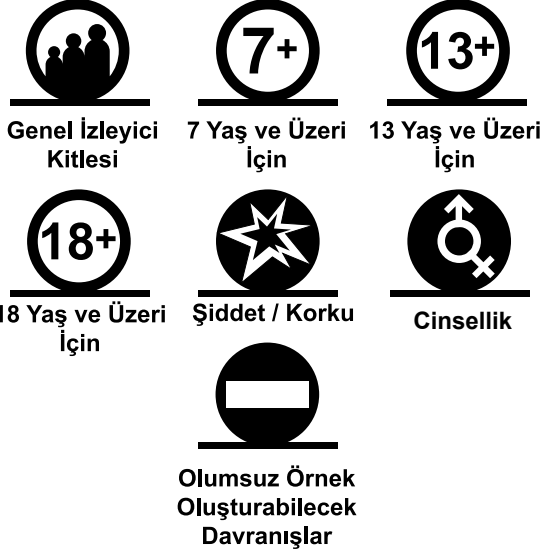 7+
13+
Genel İzleyici
Kitlesi
7 Yaş ve Üzeri
İçin
13 Yaş ve Üzeri
İçin
18+
18 Yaş ve Üzeri
İçin
Şiddet / Korku
Cinsellik
Olumsuz Örnek
Oluşturabilecek
Davranışlar